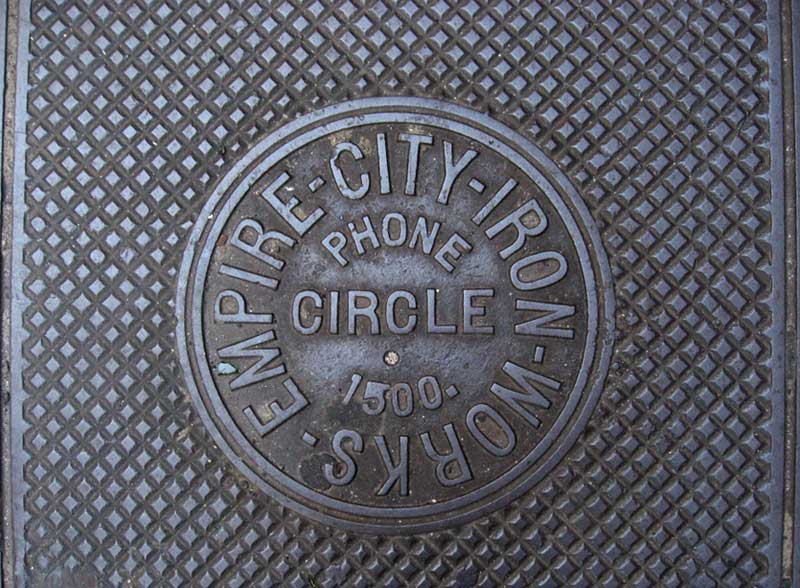 EMPIRE-CITY-IRON-WORKS-
PHONE
CIRCLE
1500.